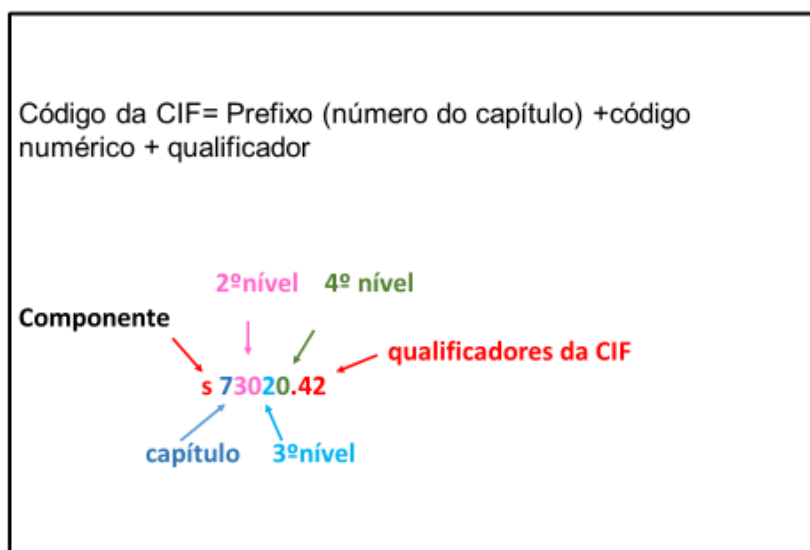 Código da CIF= Prefixo (número do capítulo) +código
numérico + qualificador
2ºnível 4º nível
Componente
qualificadores da CIF
s 73020.42
capítulo 3ºnível